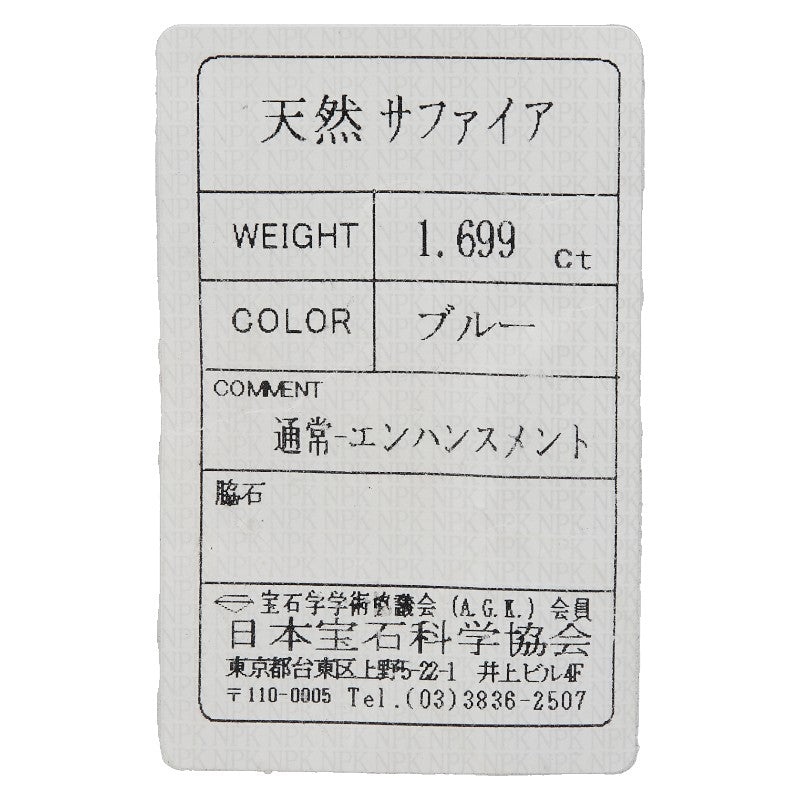 天然 サファイア
WEIGHT 1.699 ct
COLOR ブルー
COMMENT
通常-エンハンスメント
脇石
宝石学学術協議会 (A.G.K.) 会員
日本宝石科学協会
東京都台東区上野5-22-1 井上ビル4F
〒110-0005 Tel.(03)3836-2507